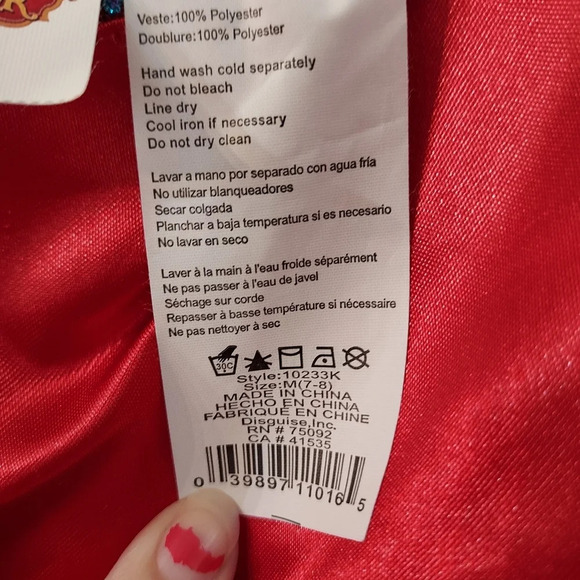 R
Veste:100% Polyester
Doublure:100% Polyester
Hand wash cold separately
Do not bleach
Line dry
Cool iron if necessary
Do not dry clean
Lavar a mano por separado con agua fría
No utilizar blanqueadores
Secar colgada
Planchar a baja temperatura si es necesario
No lavar en seco
Laver à la main à l'eau froide séparément
Ne pas passer à l'eau de javel
Séchage sur corde
Repasser à basse température si nécessaire
Ne pas nettoyer à sec
30C
Style:10233K
Size:M(7-8)
MADE IN CHINA
HECHO EN CHINA
FABRIQUÉ EN CHINE
Disguise,Inc.
RN # 75092
CA # 41535
0 39897 11016 5